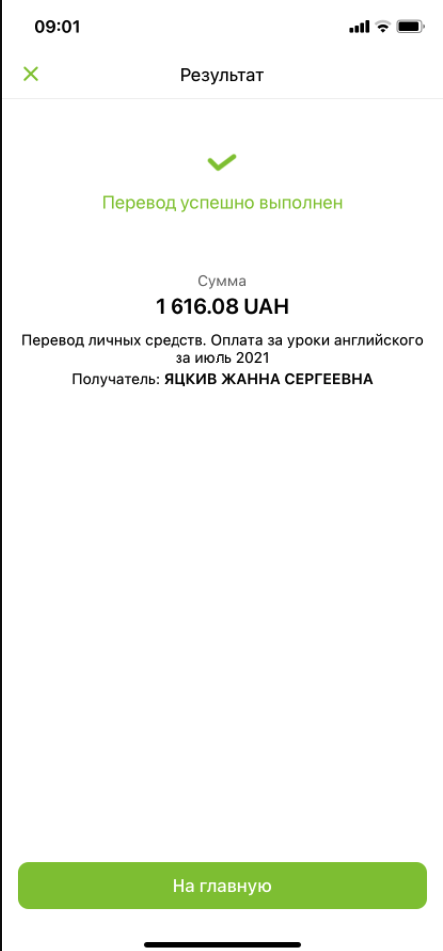 09:01
Результат
Перевод успешно выполнен
Сумма
1 616.08 UAH
Перевод личных средств. Оплата за уроки английского
за июль 2021
Получатель: ЯЦКИВ ЖАННА СЕРГЕЕВНА
На главную